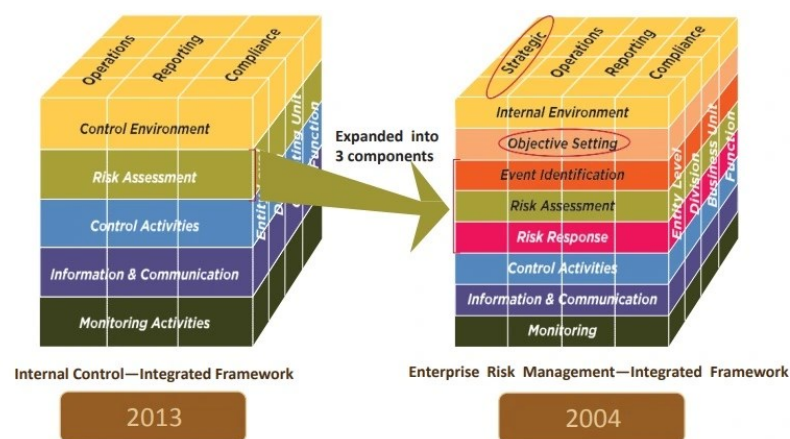 Operations
Reporting
Compliance
Control Environment
Risk Assessment
Control Activities
Information & Communication
Monitoring Activities
Unit
Function
Expanded into
3 components
Strategic
Operations
Reporting
Compliance
Internal Environment
Objective Setting
Event Identification
Risk Assessment
Risk Response
Control Activities
Information & Communication
Monitoring
Entity Level
Division
Business Unit
Function
Internal Control—Integrated Framework
Enterprise Risk Management—Integrated Framework
2013
2004